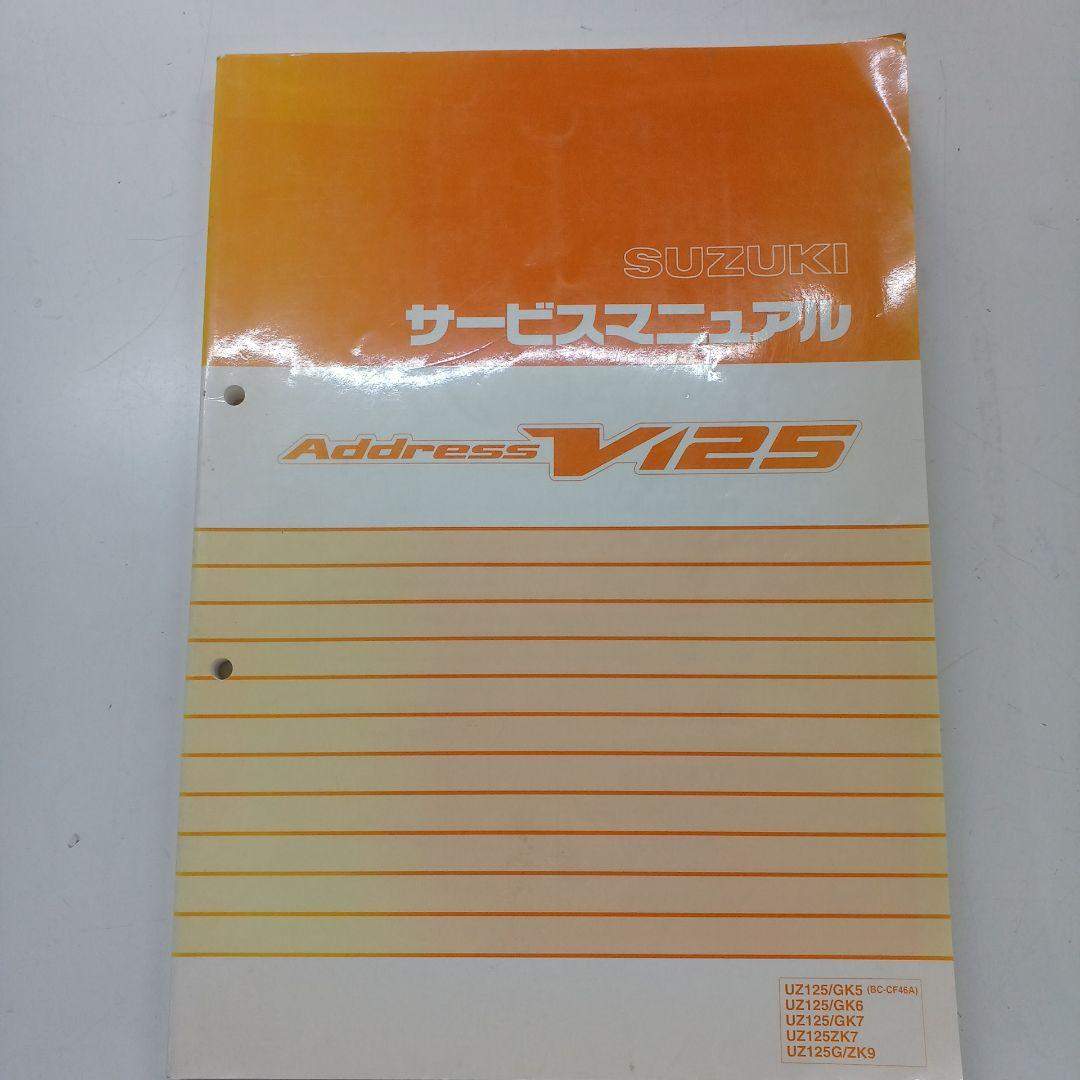 SUZUKI
サービスマニュアル
Address V125
UZ125/GK5 (BC-CF46A)
UZ125/GK6
UZ125/GK7
UZ125ZK7
UZ125G/ZK9